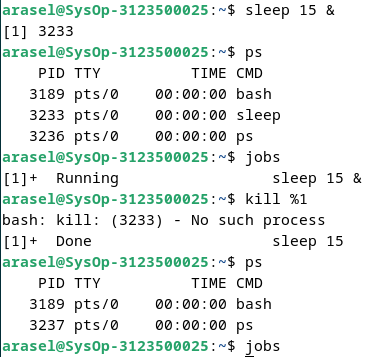 arasel@SysOp-3123500025:~$ sleep 15 &
[1] 3233
arasel@SysOp-3123500025:~$ ps
    PID TTY          TIME CMD
   3189 pts/0    00:00:00 bash
   3233 pts/0    00:00:00 sleep
   3236 pts/0    00:00:00 ps
arasel@SysOp-3123500025:~$ jobs
[1]+  Running                 sleep 15 &
arasel@SysOp-3123500025:~$ kill %1
bash: kill: (3233) - No such process
[1]+  Done                    sleep 15
arasel@SysOp-3123500025:~$ ps
    PID TTY          TIME CMD
   3189 pts/0    00:00:00 bash
   3237 pts/0    00:00:00 ps
arasel@SysOp-3123500025:~$ jobs